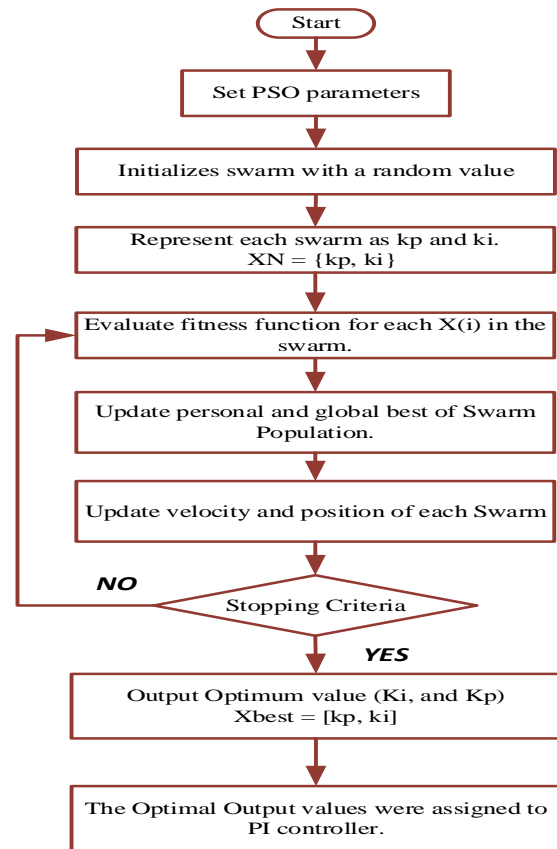 Start
Set PSO parameters
Initializes swarm with a random value
Represent each swarm as kp and ki.
XN = {kp, ki}
Evaluate fitness function for each X(i) in the
swarm.
Update personal and global best of Swarm
Population.
Update velocity and position of each Swarm
NO
Stopping Criteria
YES
Output Optimum value (Ki, and Kp)
Xbest = [kp, ki]
The Optimal Output values were assigned to
PI controller.